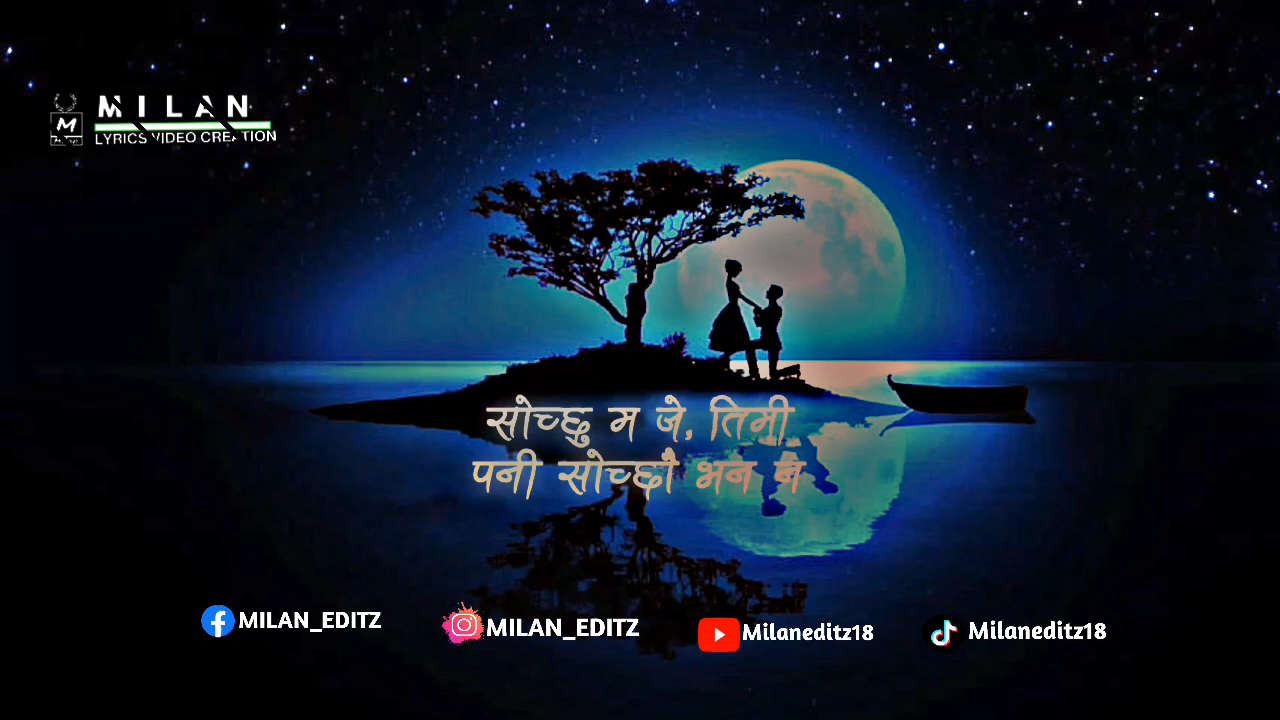 MILAN
LYRICS VIDEO CREATION
सोच्छु म जे, तिमी
पनी सोच्छौ भन न
MILAN_EDITZ
MILAN_EDITZ
Milaneditz18
Milaneditz18